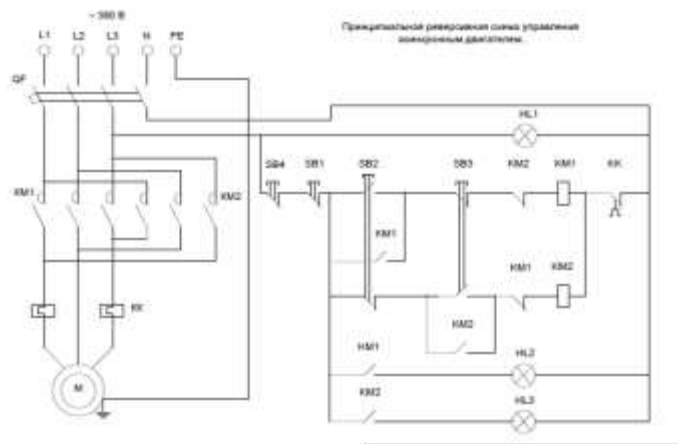 ~ 380 В
Принципиальная реверсивная схема управления
асинхронным двигателем.
L1 L2 L3 N PE
QF
HL1
SB4 SB1 SB2 SB3 KM2 KM1 KK
KM1 KM2
KM1
KM1 KM2
KK
KM2
KM1
HL2
M
KM2
HL3